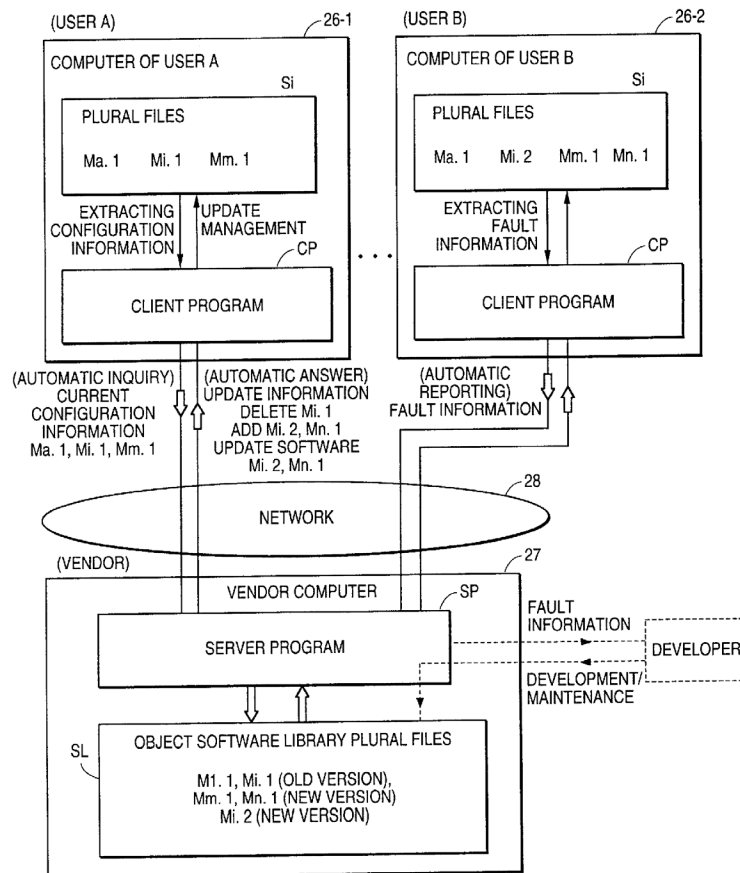 (USER A)
26-1
COMPUTER OF USER A
Si
PLURAL FILES
Ma. 1 Mi. 1 Mm. 1
EXTRACTING
CONFIGURATION
INFORMATION
UPDATE
MANAGEMENT
CP
CLIENT PROGRAM
(AUTOMATIC INQUIRY)
CURRENT
CONFIGURATION
INFORMATION
Ma. 1, Mi. 1, Mm. 1
(AUTOMATIC ANSWER)
UPDATE INFORMATION
DELETE Mi. 1
ADD Mi. 2, Mn. 1
UPDATE SOFTWARE
Mi. 2, Mn. 1
. . .
(USER B)
26-2
COMPUTER OF USER B
Si
PLURAL FILES
Ma. 1 Mi. 2 Mm. 1 Mn. 1
EXTRACTING
FAULT
INFORMATION
CP
CLIENT PROGRAM
(AUTOMATIC
REPORTING)
FAULT INFORMATION
28
NETWORK
(VENDOR)
27
VENDOR COMPUTER
SP
SERVER PROGRAM
FAULT
INFORMATION
DEVELOPER
DEVELOPMENT/
MAINTENANCE
SL
OBJECT SOFTWARE LIBRARY PLURAL FILES
M1. 1, Mi. 1 (OLD VERSION),
Mm. 1, Mn. 1 (NEW VERSION)
Mi. 2 (NEW VERSION)